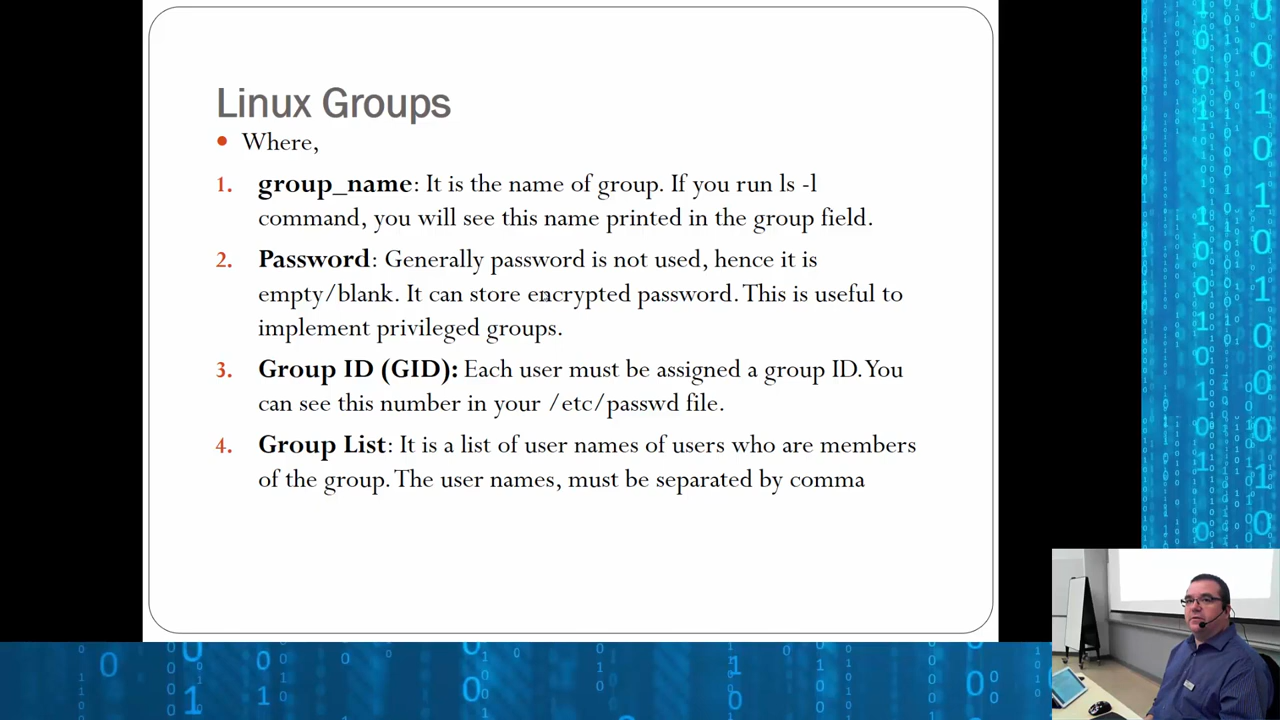 Linux Groups
• Where,
1. group_name: It is the name of group. If you run ls -l
command, you will see this name printed in the group field.
2. Password: Generally password is not used, hence it is
empty/blank. It can store encrypted password. This is useful to
implement privileged groups.
3. Group ID (GID): Each user must be assigned a group ID. You
can see this number in your /etc/passwd file.
4. Group List: It is a list of user names of users who are members
of the group. The user names, must be separated by comma